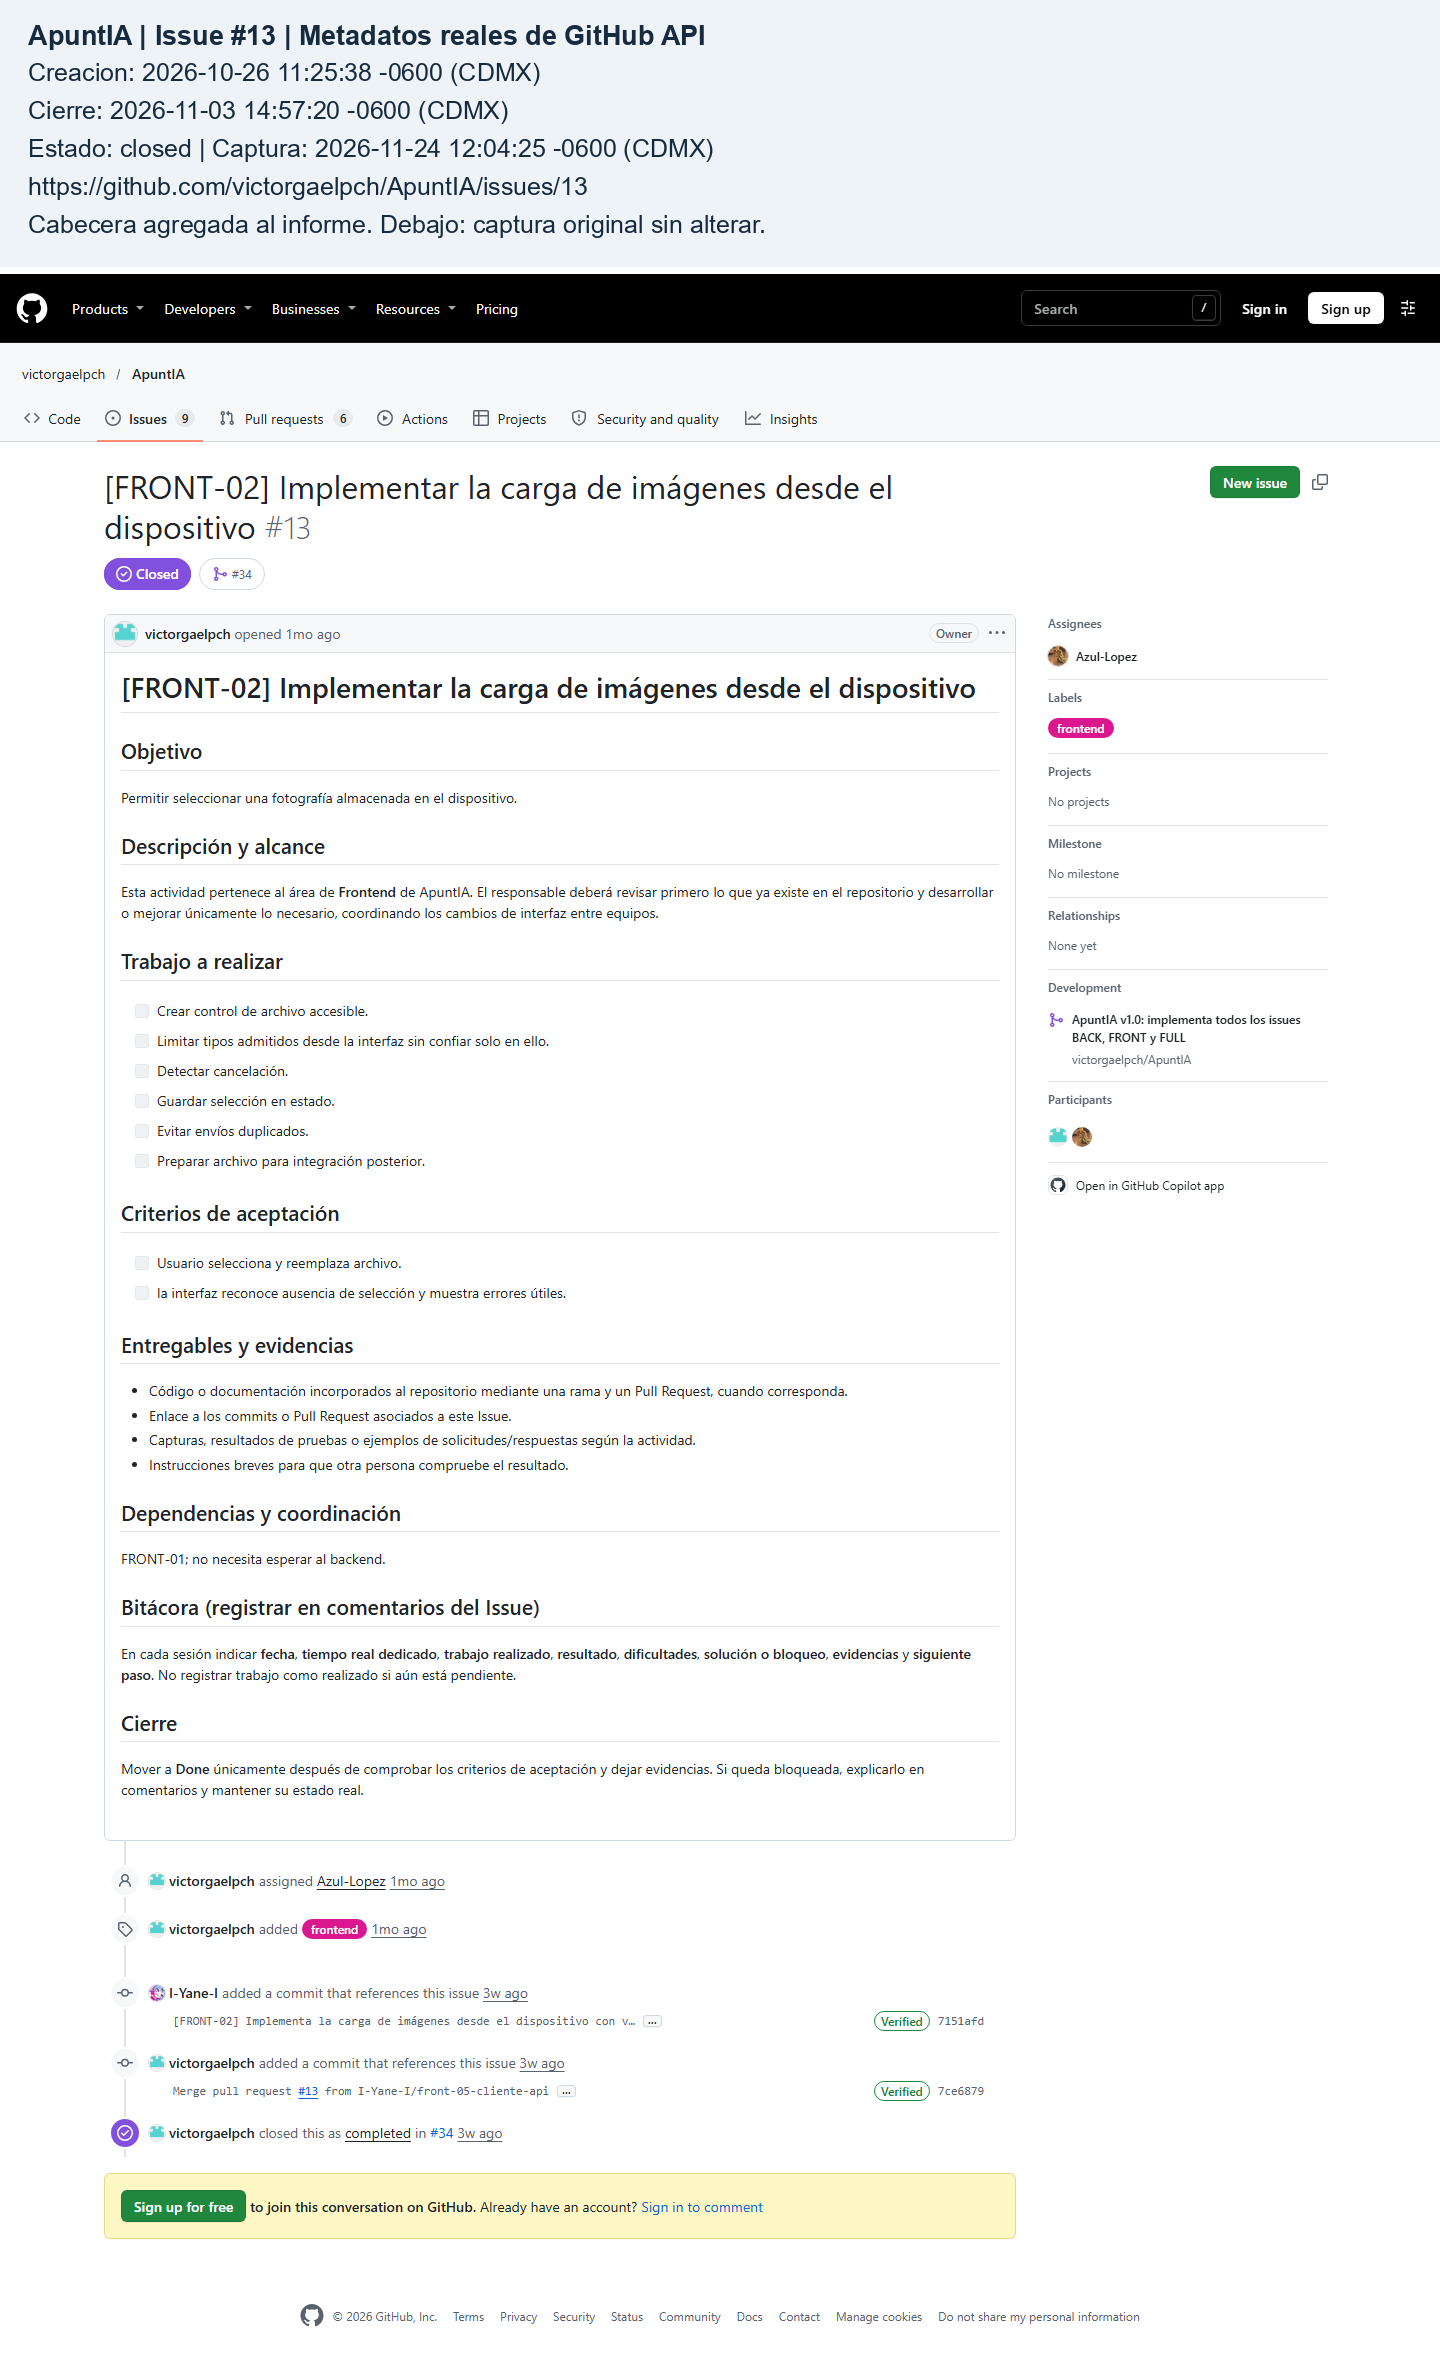 ApuntIA | Issue #13 | Metadatos reales de GitHub API
Creacion: 2026-10-26 11:25:38 -0600 (CDMX)
Cierre: 2026-11-03 14:57:20 -0600 (CDMX)
Estado: closed | Captura: 2026-11-24 12:04:25 -0600 (CDMX)
https://github.com/victorgaelpch/ApuntIA/issues/13
Cabecera agregada al informe. Debajo: captura original sin alterar.
Products Developers Businesses Resources Pricing Search / Sign in Sign up
victorgaelpch / ApuntIA
Code Issues 9 Pull requests 6 Actions Projects Security and quality Insights
[FRONT-02] Implementar la carga de imágenes desde el
dispositivo #13
New issue
Closed #34
victorgaelpch opened 1mo ago Owner
[FRONT-02] Implementar la carga de imágenes desde el dispositivo
Objetivo
Permitir seleccionar una fotografía almacenada en el dispositivo.
Descripción y alcance
Esta actividad pertenece al área de Frontend de ApuntIA. El responsable deberá revisar primero lo que ya existe en el repositorio y desarrollar
o mejorar únicamente lo necesario, coordinando los cambios de interfaz entre equipos.
Trabajo a realizar
Crear control de archivo accesible.
Limitar tipos admitidos desde la interfaz sin confiar solo en ello.
Detectar cancelación.
Guardar selección en estado.
Evitar envíos duplicados.
Preparar archivo para integración posterior.
Criterios de aceptación
Usuario selecciona y reemplaza archivo.
la interfaz reconoce ausencia de selección y muestra errores útiles.
Entregables y evidencias
• Código o documentación incorporados al repositorio mediante una rama y un Pull Request, cuando corresponda.
• Enlace a los commits o Pull Request asociados a este Issue.
• Capturas, resultados de pruebas o ejemplos de solicitudes/respuestas según la actividad.
• Instrucciones breves para que otra persona compruebe el resultado.
Dependencias y coordinación
FRONT-01; no necesita esperar al backend.
Bitácora (registrar en comentarios del Issue)
En cada sesión indicar fecha, tiempo real dedicado, trabajo realizado, resultado, dificultades, solución o bloqueo, evidencias y siguiente
paso. No registrar trabajo como realizado si aún está pendiente.
Cierre
Mover a Done únicamente después de comprobar los criterios de aceptación y dejar evidencias. Si queda bloqueada, explicarlo en
comentarios y mantener su estado real.
Assignees
Azul-Lopez
Labels
frontend
Projects
No projects
Milestone
No milestone
Relationships
None yet
Development
ApuntIA v1.0: implementa todos los issues
BACK, FRONT y FULL
victorgaelpch/ApuntIA
Participants
Open in GitHub Copilot app
victorgaelpch assigned Azul-Lopez 1mo ago
victorgaelpch added frontend 1mo ago
I-Yane-I added a commit that references this issue 3w ago
[FRONT-02] Implementa la carga de imágenes desde el dispositivo con v… ... Verified 7151afd
victorgaelpch added a commit that references this issue 3w ago
Merge pull request #13 from I-Yane-I/front-05-cliente-api ... Verified 7ce6879
victorgaelpch closed this as completed in #34 3w ago
Sign up for free to join this conversation on GitHub. Already have an account? Sign in to comment
© 2026 GitHub, Inc. Terms Privacy Security Status Community Docs Contact Manage cookies Do not share my personal information